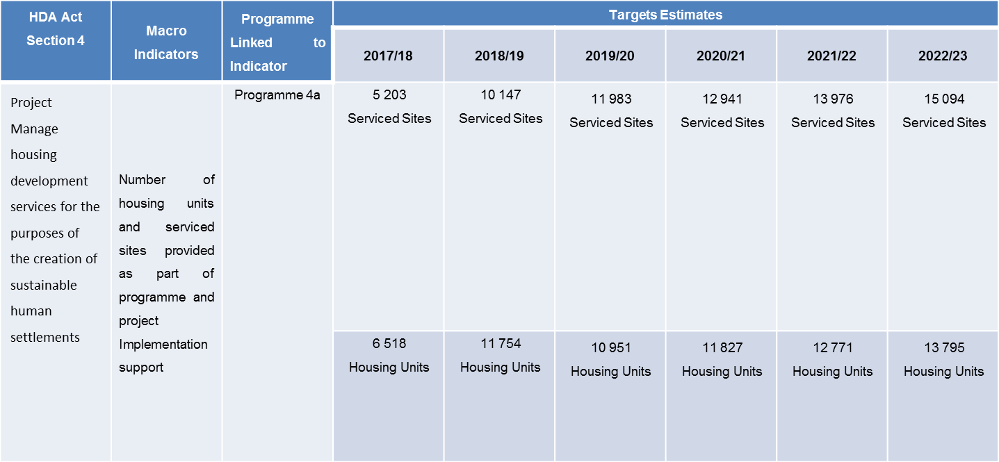 HDA Act
Section 4
Macro
Indicators
Programme
Linked to
Indicator
Targets Estimates
2017/18
2018/19
2019/20
2020/21
2021/22
2022/23
Project
Manage
housing
development
services for the
purposes of
the creation of
sustainable
human
settlements
Number of
housing units
and serviced
sites provided
as part of
programme and
project
Implementation
support
Programme 4a
5 203
Serviced Sites
10 147
Serviced Sites
11 983
Serviced Sites
12 941
Serviced Sites
13 976
Serviced Sites
15 094
Serviced Sites
6 518
Housing Units
11 754
Housing Units
10 951
Housing Units
11 827
Housing Units
12 771
Housing Units
13 795
Housing Units